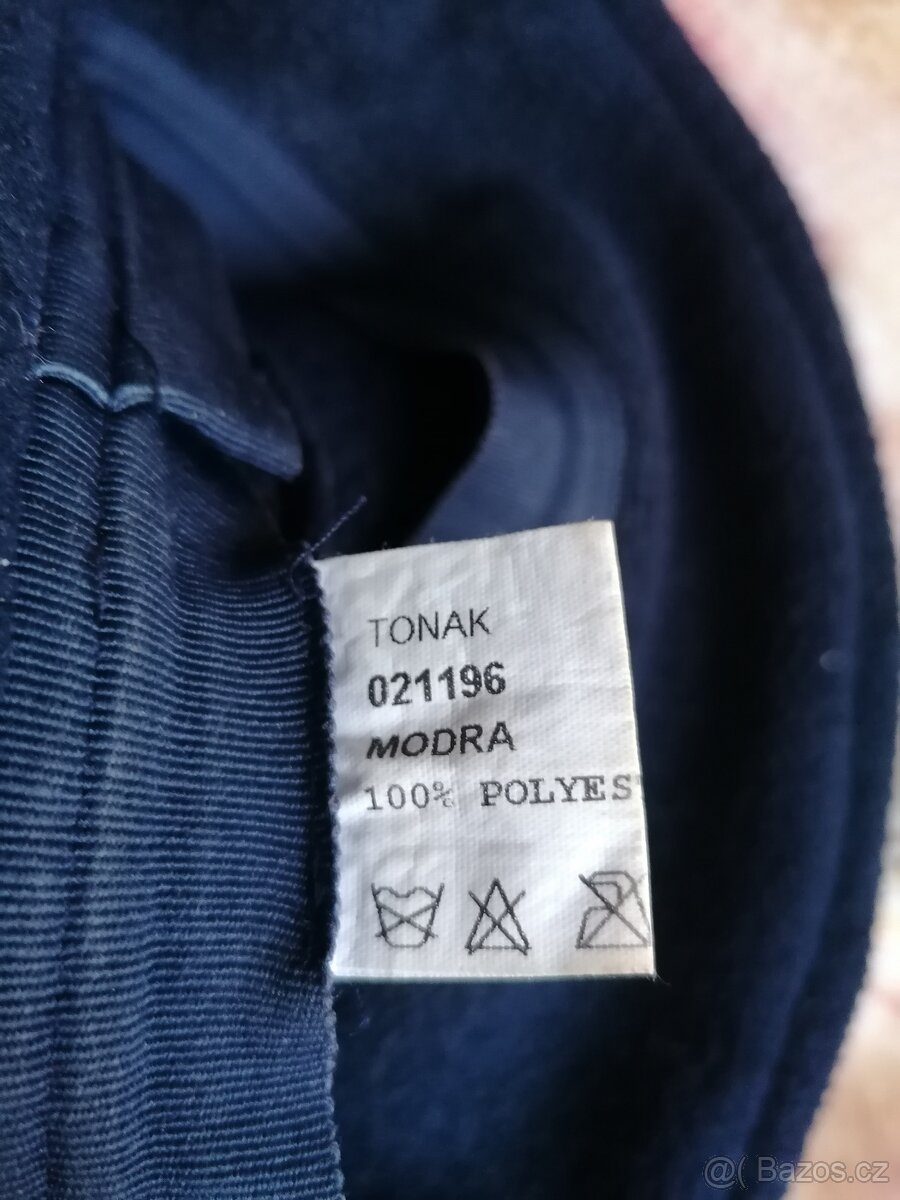 TONAK
021196
MODRA
100% POLYES
@( Bazos.cz